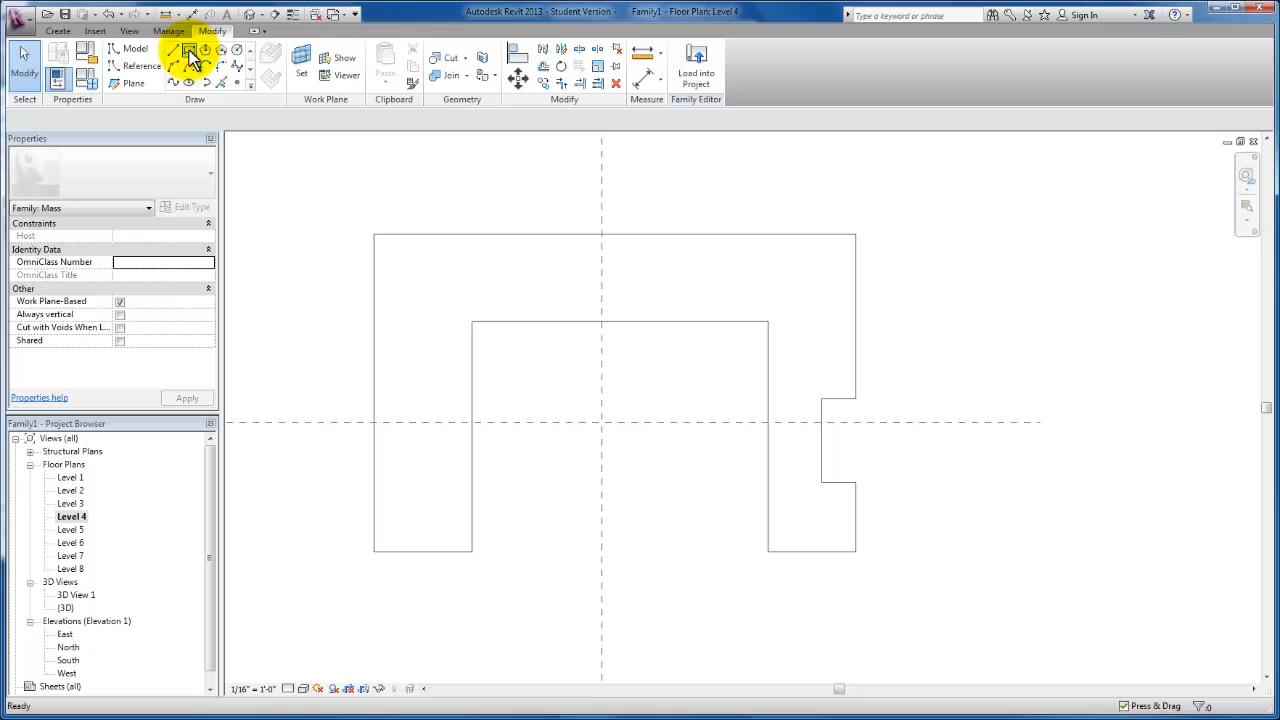 Autodesk Revit 2013 - Student Version - Family1 - Floor Plan: Level 4
Type a keyword or phrase
Sign In
Create
Insert
View
Manage
Modify
Modify
Model
Reference
Plane
Set
Show
Viewer
Paste
Cut
Join
Load into
Project
Select
Properties
Draw
Work Plane
Clipboard
Geometry
Modify
Measure
Family Editor
Properties
Family: Mass
Edit Type
Constraints
Host
Identity Data
OmniClass Number
OmniClass Title
Other
Work Plane-Based
Always vertical
Cut with Voids When L...
Shared
Properties help
Apply
Family1 - Project Browser
Views (all)
Structural Plans
Floor Plans
Level 1
Level 2
Level 3
Level 4
Level 5
Level 6
Level 7
Level 8
3D Views
3D View 1
{3D}
Elevations (Elevation 1)
East
North
South
West
Sheets (all)
1/16" = 1'-0"
Ready
Press & Drag
:0